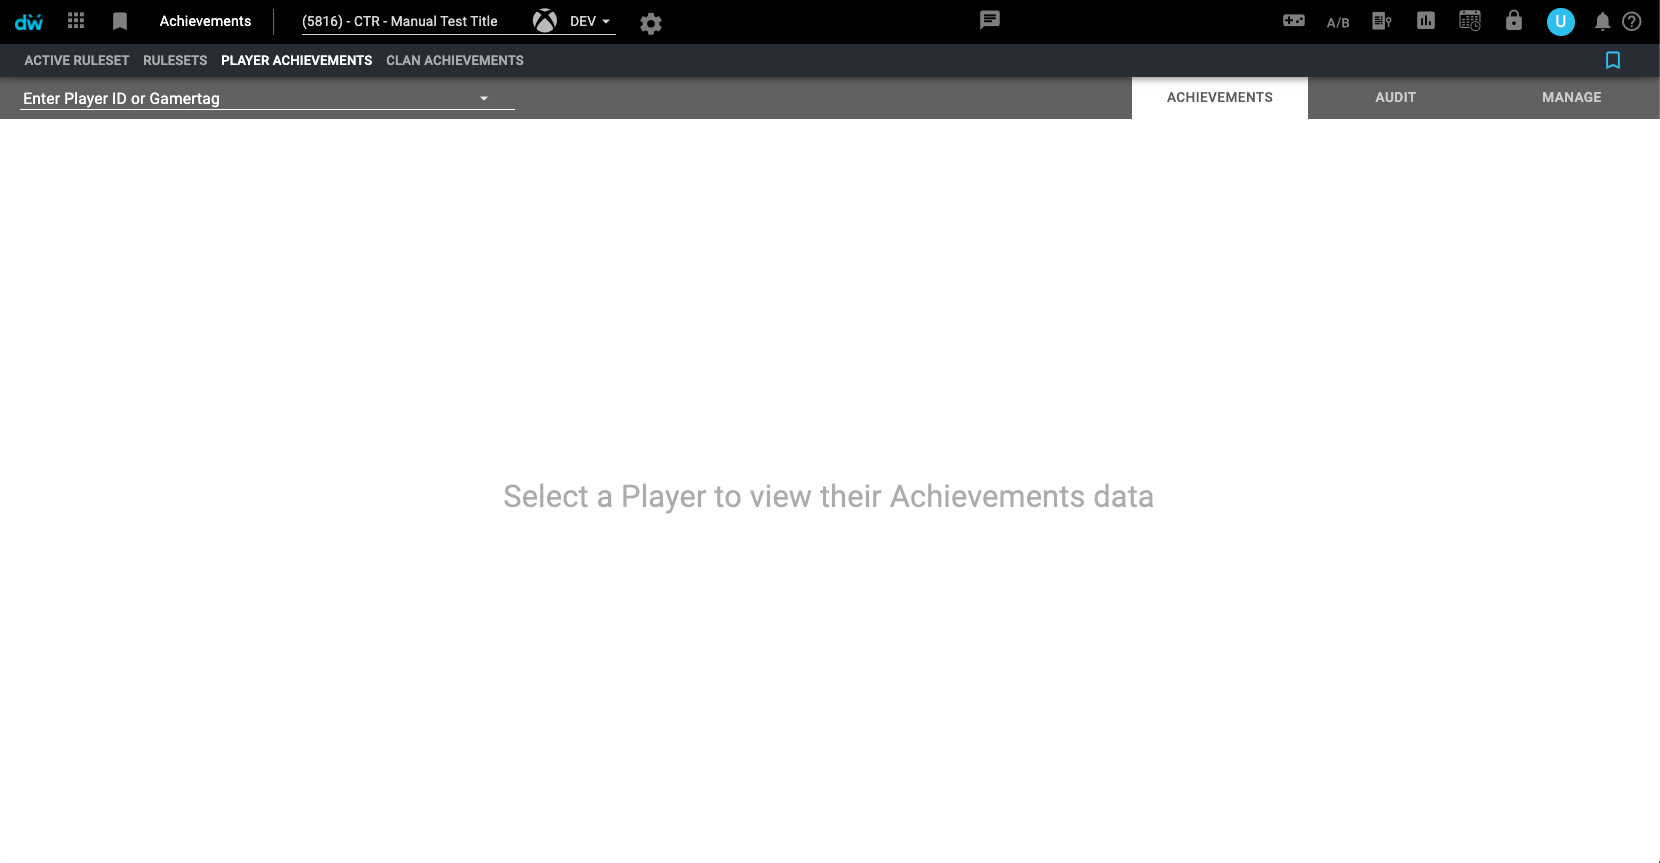 dw Achievements (5816) - CTR - Manual Test Title DEV A/B U
ACTIVE RULESET RULESETS PLAYER ACHIEVEMENTS CLAN ACHIEVEMENTS
Enter Player ID or Gamertag ACHIEVEMENTS AUDIT MANAGE
Select a Player to view their Achievements data